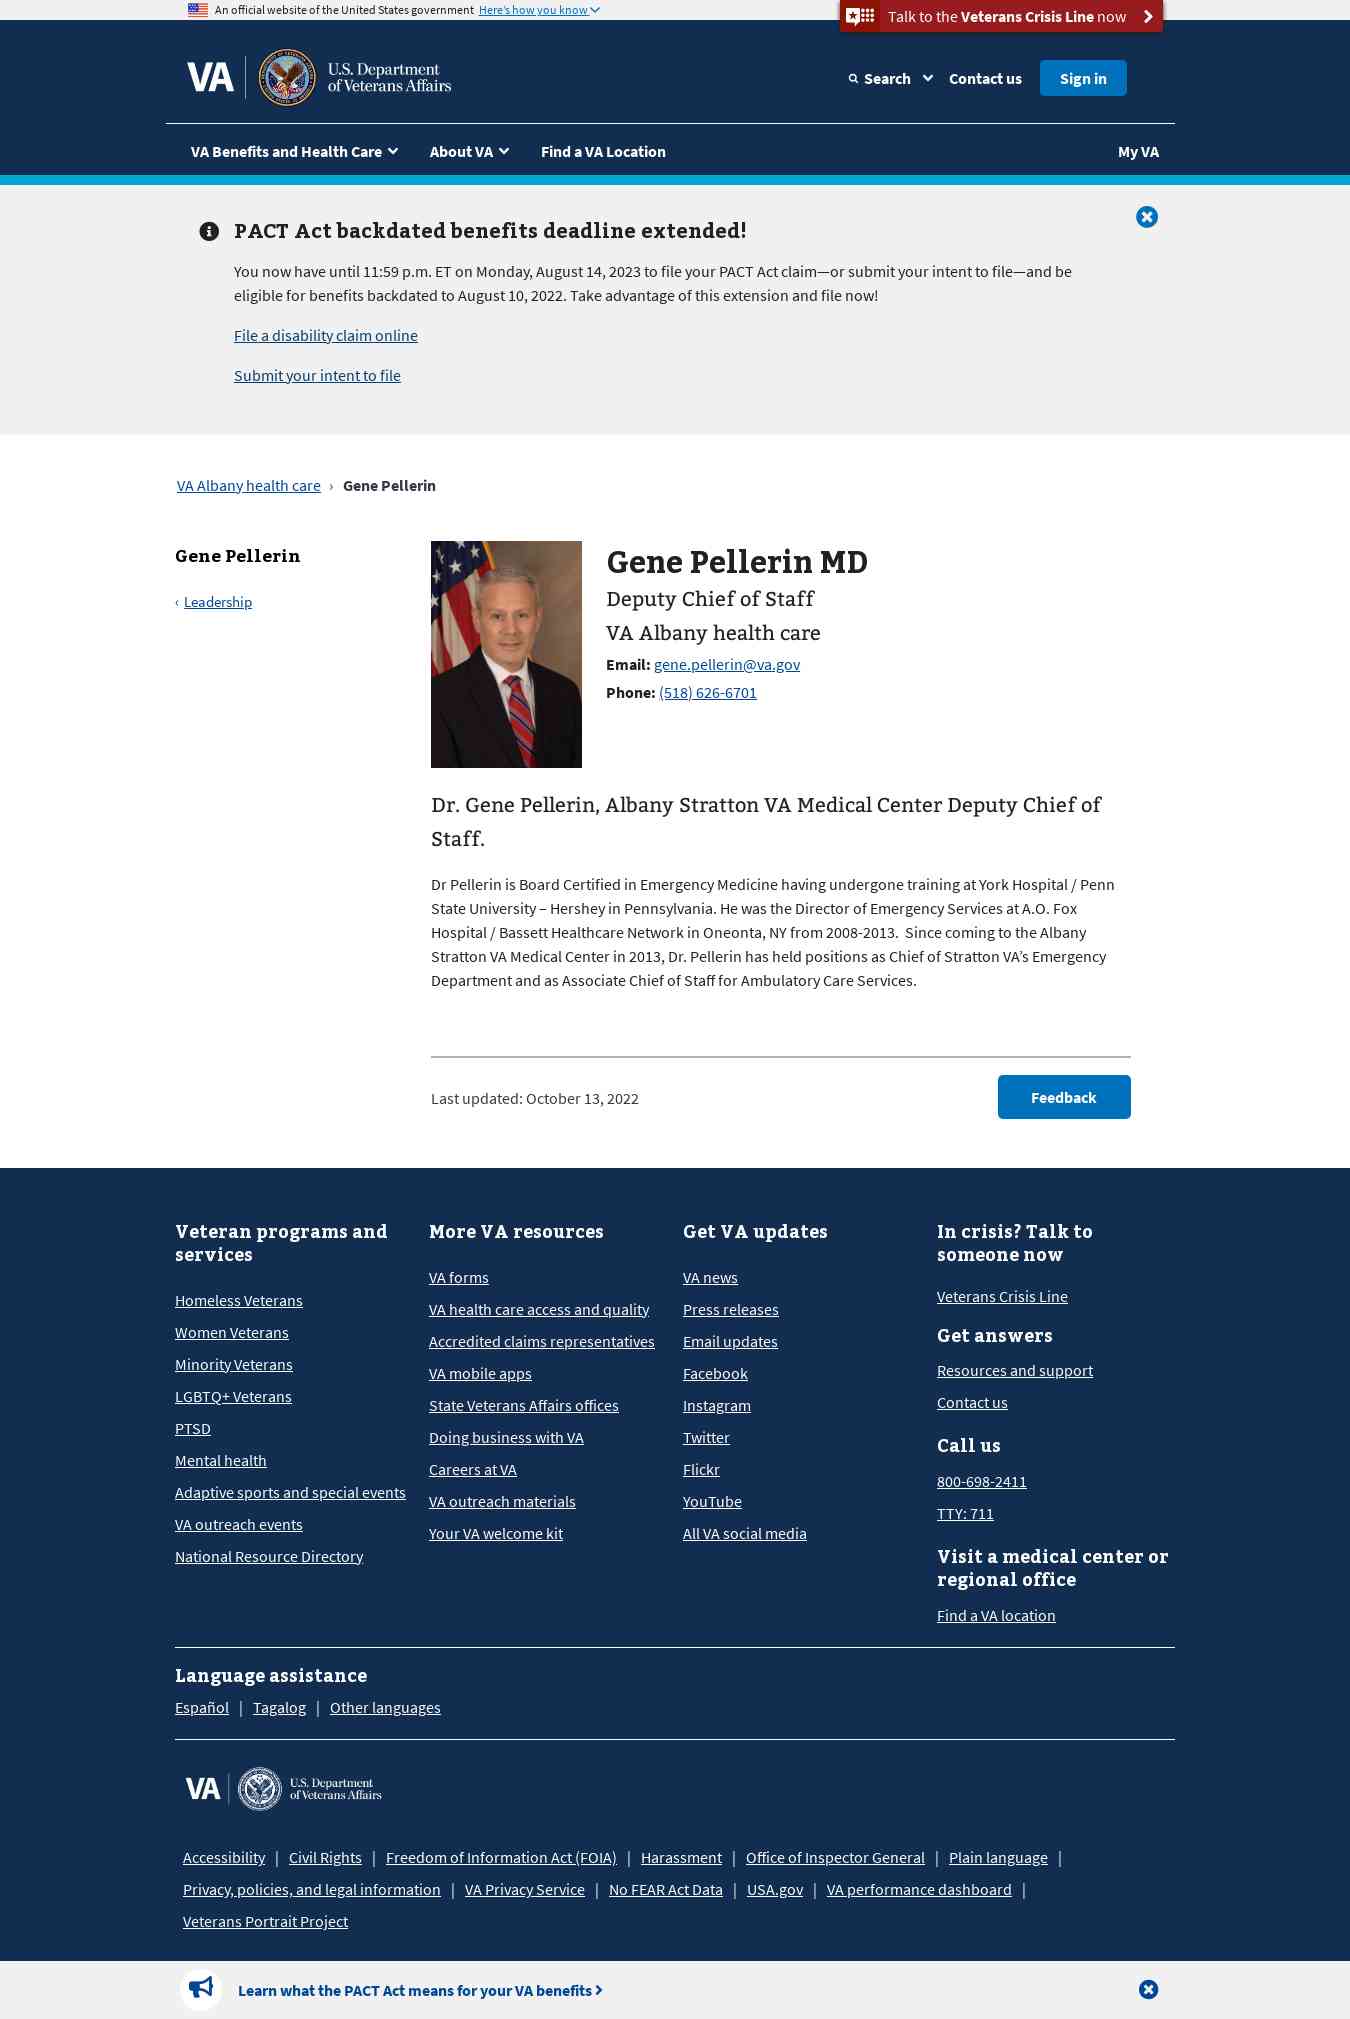 An official website of the United States government Here's how you know
Talk to the Veterans Crisis Line now
VA
U.S. Department
of Veterans Affairs
Search
Contact us
Sign in
VA Benefits and Health Care
About VA
Find a VA Location
My VA
PACT Act backdated benefits deadline extended!
You now have until 11:59 p.m. ET on Monday, August 14, 2023 to file your PACT Act claim—or submit your intent to file—and be
eligible for benefits backdated to August 10, 2022. Take advantage of this extension and file now!
File a disability claim online
Submit your intent to file
VA Albany health care › Gene Pellerin
Gene Pellerin
‹ Leadership
Gene Pellerin MD
Deputy Chief of Staff
VA Albany health care
Email: gene.pellerin@va.gov
Phone: (518) 626-6701
Dr. Gene Pellerin, Albany Stratton VA Medical Center Deputy Chief of
Staff.
Dr Pellerin is Board Certified in Emergency Medicine having undergone training at York Hospital / Penn
State University – Hershey in Pennsylvania. He was the Director of Emergency Services at A.O. Fox
Hospital / Bassett Healthcare Network in Oneonta, NY from 2008-2013.  Since coming to the Albany
Stratton VA Medical Center in 2013, Dr. Pellerin has held positions as Chief of Stratton VA's Emergency
Department and as Associate Chief of Staff for Ambulatory Care Services.
Last updated: October 13, 2022
Feedback
Veteran programs and
services
Homeless Veterans
Women Veterans
Minority Veterans
LGBTQ+ Veterans
PTSD
Mental health
Adaptive sports and special events
VA outreach events
National Resource Directory
More VA resources
VA forms
VA health care access and quality
Accredited claims representatives
VA mobile apps
State Veterans Affairs offices
Doing business with VA
Careers at VA
VA outreach materials
Your VA welcome kit
Get VA updates
VA news
Press releases
Email updates
Facebook
Instagram
Twitter
Flickr
YouTube
All VA social media
In crisis? Talk to
someone now
Veterans Crisis Line
Get answers
Resources and support
Contact us
Call us
800-698-2411
TTY: 711
Visit a medical center or
regional office
Find a VA location
Language assistance
Español | Tagalog | Other languages
VA
U.S. Department
of Veterans Affairs
Accessibility | Civil Rights | Freedom of Information Act (FOIA) | Harassment | Office of Inspector General | Plain language |
Privacy, policies, and legal information | VA Privacy Service | No FEAR Act Data | USA.gov | VA performance dashboard |
Veterans Portrait Project
Learn what the PACT Act means for your VA benefits